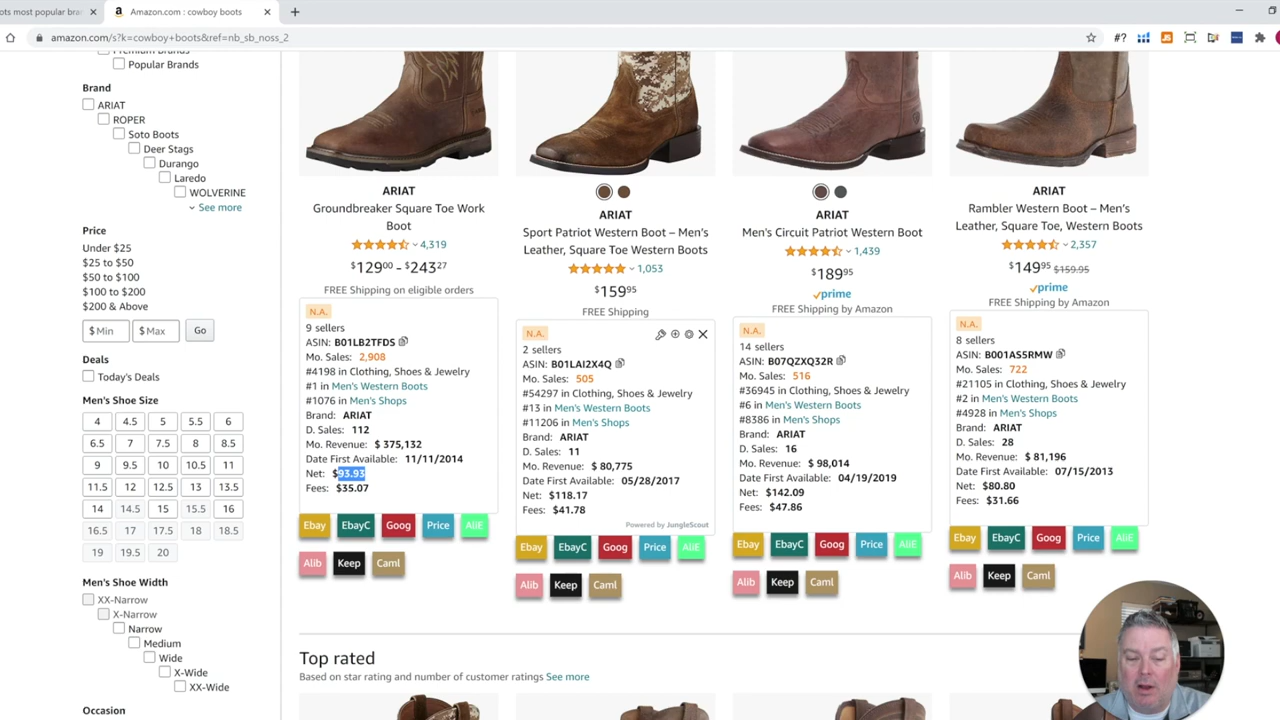 ots most popular bra
Amazon.com : cowboy boots
amazon.com/s?k=cowboy+boots&ref=nb_sb_noss_2
#?
JS
Popular Brands
Brand
ARIAT
ROPER
Soto Boots
Deer Stags
Durango
Laredo
WOLVERINE
See more
Price
Under $25
$25 to $50
$50 to $100
$100 to $200
$200 & Above
$ Min
$ Max
Go
Deals
Today's Deals
Men's Shoe Size
4 4.5 5 5.5 6
6.5 7 7.5 8 8.5
9 9.5 10 10.5 11
11.5 12 12.5 13 13.5
14 14.5 15 15.5 16
16.5 17 17.5 18 18.5
19 19.5 20
Men's Shoe Width
XX-Narrow
X-Narrow
Narrow
Medium
Wide
X-Wide
XX-Wide
Occasion
ARIAT
Groundbreaker Square Toe Work
Boot
4,319
$129.00 - $243.27
FREE Shipping on eligible orders
N.A.
9 sellers
ASIN: B01LB2TFDS
Mo. Sales: 2,908
#4198 in Clothing, Shoes & Jewelry
#1 in Men's Western Boots
#1076 in Men's Shops
Brand: ARIAT
D. Sales: 112
Mo. Revenue: $ 375,132
Date First Available: 11/11/2014
Net: $93.93
Fees: $35.07
Ebay EbayC Goog Price AliE
Alib Keep Caml
ARIAT
Sport Patriot Western Boot – Men's
Leather, Square Toe Western Boots
1,053
$159.95
FREE Shipping
N.A.
2 sellers
ASIN: B01LAI2X4Q
Mo. Sales: 505
#54297 in Clothing, Shoes & Jewelry
#13 in Men's Western Boots
#11206 in Men's Shops
Brand: ARIAT
D. Sales: 11
Mo. Revenue: $ 80,775
Date First Available: 05/28/2017
Net: $118.17
Fees: $41.78
Powered by JungleScout
Ebay EbayC Goog Price AliE
Alib Keep Caml
ARIAT
Men's Circuit Patriot Western Boot
1,439
$189.95
prime
FREE Shipping by Amazon
N.A.
14 sellers
ASIN: B07QZXQ32R
Mo. Sales: 516
#36945 in Clothing, Shoes & Jewelry
#6 in Men's Western Boots
#8386 in Men's Shops
Brand: ARIAT
D. Sales: 16
Mo. Revenue: $ 98,014
Date First Available: 04/19/2019
Net: $142.09
Fees: $47.86
Ebay EbayC Goog Price AliE
Alib Keep Caml
ARIAT
Rambler Western Boot – Men's
Leather, Square Toe, Western Boots
2,357
$149.95 $159.95
prime
FREE Shipping by Amazon
N.A.
8 sellers
ASIN: B001AS5RMW
Mo. Sales: 722
#21105 in Clothing, Shoes & Jewelry
#2 in Men's Western Boots
#4928 in Men's Shops
Brand: ARIAT
D. Sales: 28
Mo. Revenue: $ 81,196
Date First Available: 07/15/2013
Net: $80.80
Fees: $31.66
Ebay EbayC Goog Price AliE
Alib Keep Caml
Top rated
Based on star rating and number of customer ratings See more